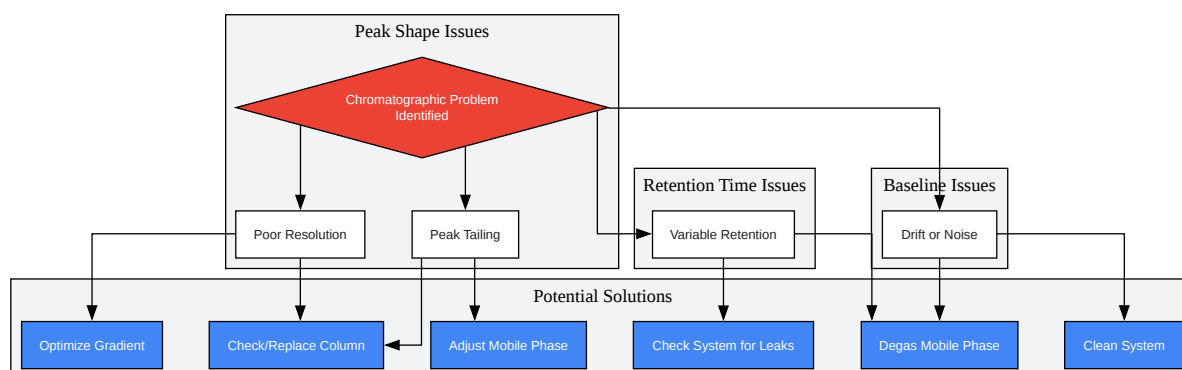 Peak Shape Issues
Chromatographic Problem
Identified
Retention Time Issues
Baseline Issues
Poor Resolution
Peak Tailing
Variable Retention
Drift or Noise
Potential Solutions
Optimize Gradient
Check/Replace Column
Adjust Mobile Phase
Check System for Leaks
Degas Mobile Phase
Clean System